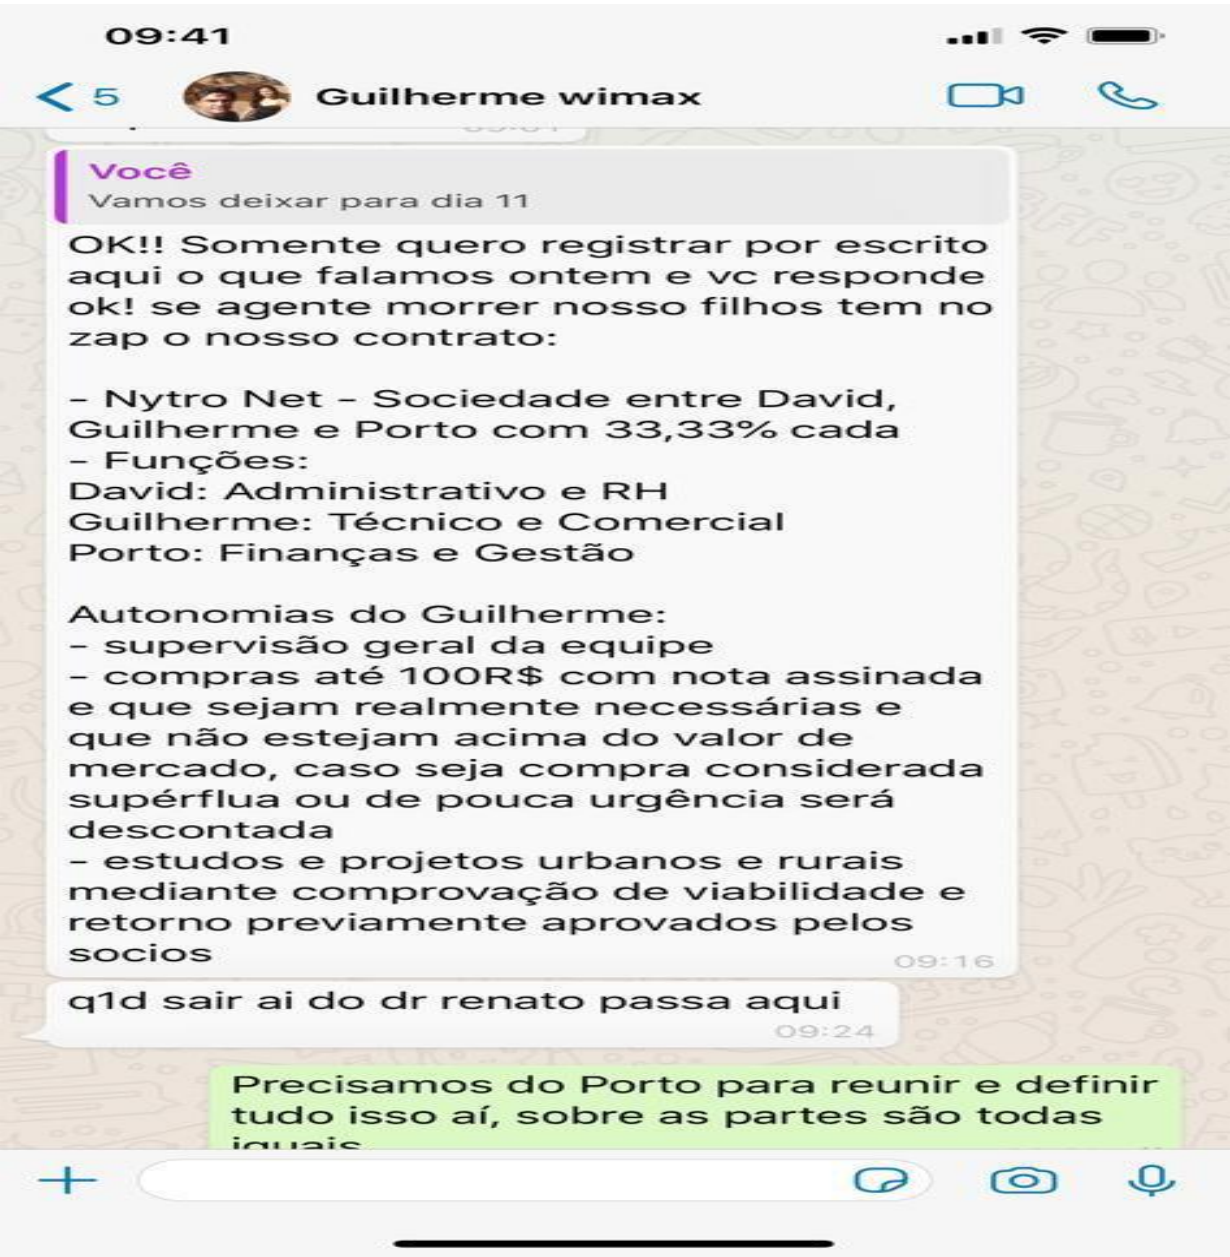 09:41
5
Guilherme wimax
Você
Vamos deixar para dia 11
OK!! Somente quero registrar por escrito
aqui o que falamos ontem e vc responde
ok! se agente morrer nosso filhos tem no
zap o nosso contrato:
- Nytro Net - Sociedade entre David,
Guilherme e Porto com 33,33% cada
- Funções:
David: Administrativo e RH
Guilherme: Técnico e Comercial
Porto: Finanças e Gestão
Autonomias do Guilherme:
- supervisão geral da equipe
- compras até 100R$ com nota assinada
e que sejam realmente necessárias e
que não estejam acima do valor de
mercado, caso seja compra considerada
supérflua ou de pouca urgência será
descontada
- estudos e projetos urbanos e rurais
mediante comprovação de viabilidade e
retorno previamente aprovados pelos
socios
09:16
q1d sair ai do dr renato passa aqui
09:24
Precisamos do Porto para reunir e definir
tudo isso aí, sobre as partes são todas
iguais